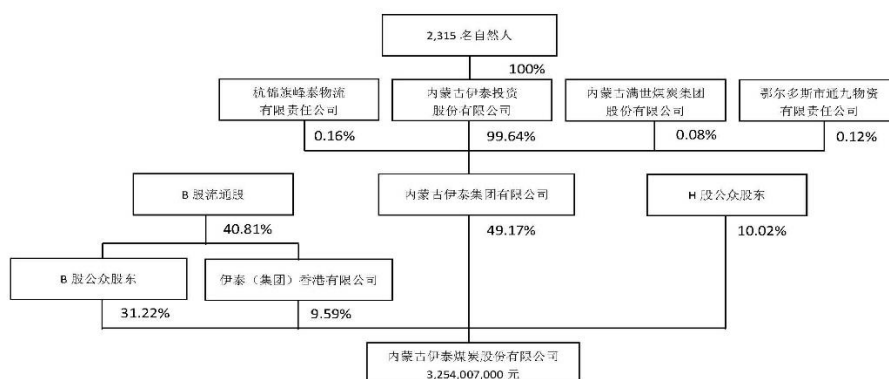 2,315 名自然人
100%
杭锦旗峰泰物流
有限责任公司
内蒙古伊泰投资
股份有限公司
内蒙古满世煤炭集团
股份有限公司
鄂尔多斯市通九物资
有限责任公司
0.16%
99.64%
0.08%
0.12%
B 股流通股
内蒙古伊泰集团有限公司
H 股公众股东
40.81%
49.17%
10.02%
B 股公众股东
伊泰（集团）香港有限公司
31.22%
9.59%
内蒙古伊泰煤炭股份有限公司
3,254,007,000 元